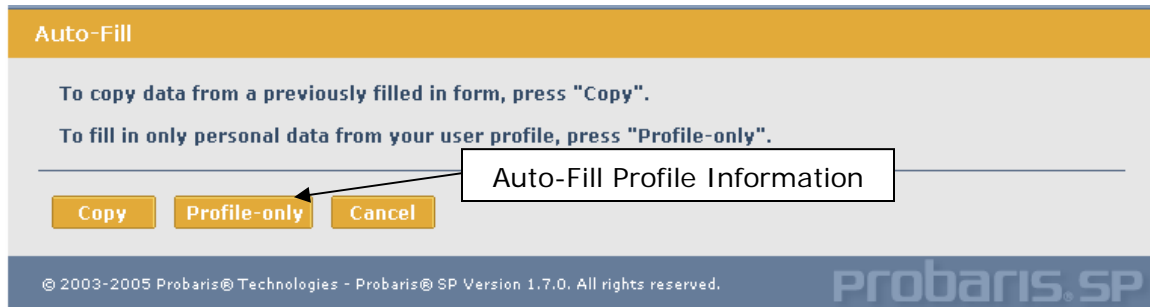 Auto-Fill
To copy data from a previously filled in form, press "Copy".
To fill in only personal data from your user profile, press "Profile-only".
Auto-Fill Profile Information
Copy Profile-only Cancel
© 2003-2005 Probaris® Technologies - Probaris® SP Version 1.7.0. All rights reserved.
probaris®SP